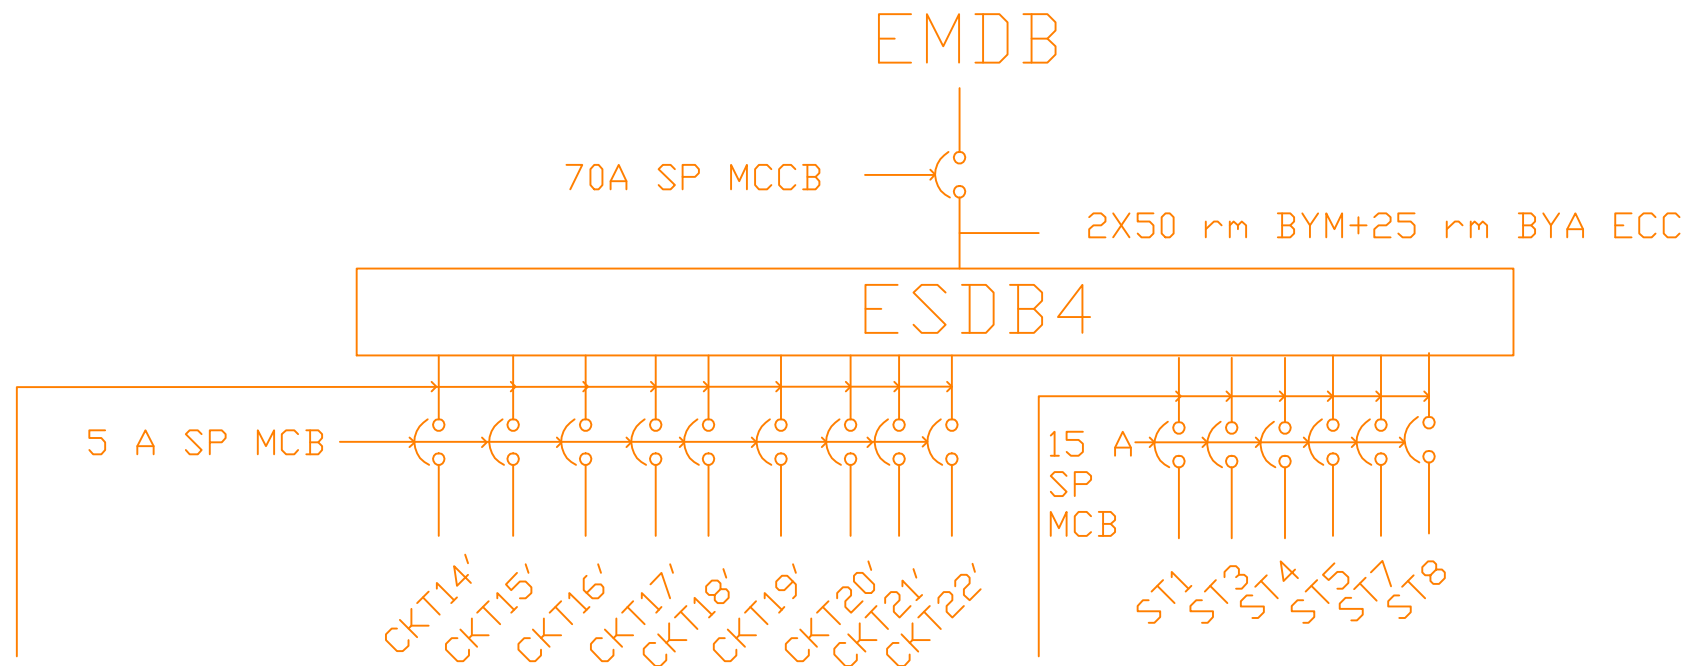 EMDB
70A SP MCCB
2X50 rm BYM+25 rm BYA ECC
ESDB4
5 A SP MCB
15 A
SP
MCB
CKT14'
CKT15'
CKT16'
CKT17'
CKT18'
CKT19'
CKT20'
CKT21'
CKT22'
ST1
ST3
ST4
ST5
ST7
ST8